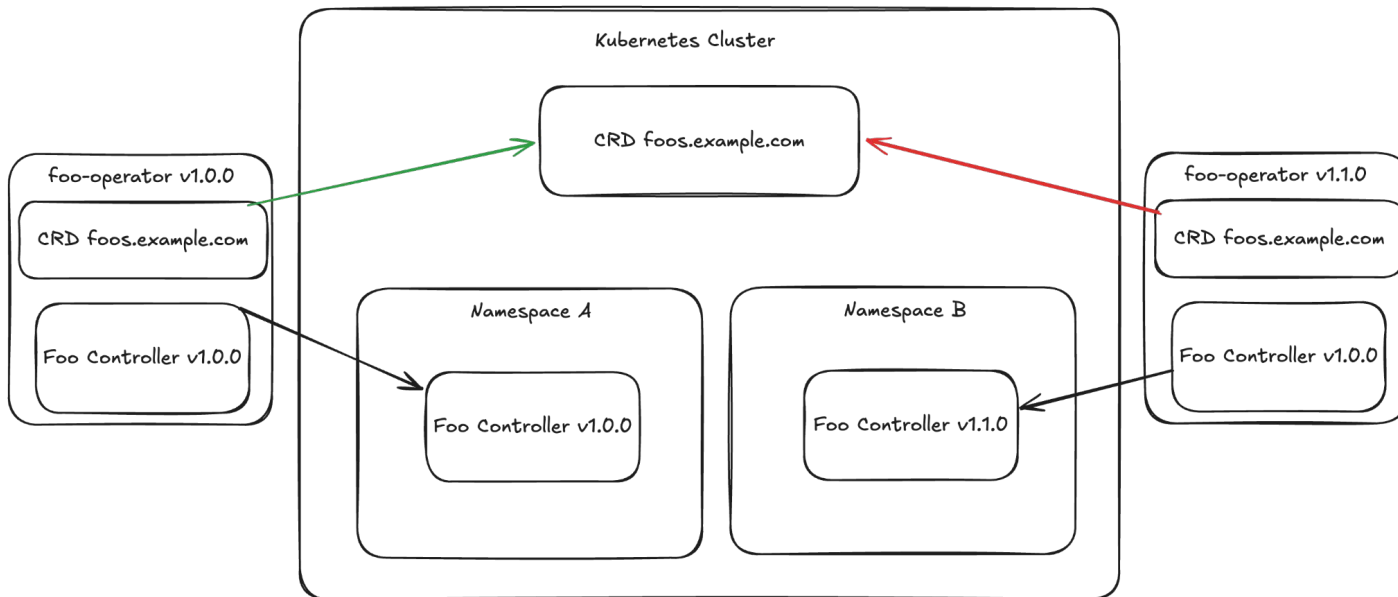 Kubernetes Cluster
CRD foos.example.com
foo-operator v1.0.0
CRD foos.example.com
Foo Controller v1.0.0
Namespace A
Foo Controller v1.0.0
Namespace B
Foo Controller v1.1.0
foo-operator v1.1.0
CRD foos.example.com
Foo Controller v1.0.0